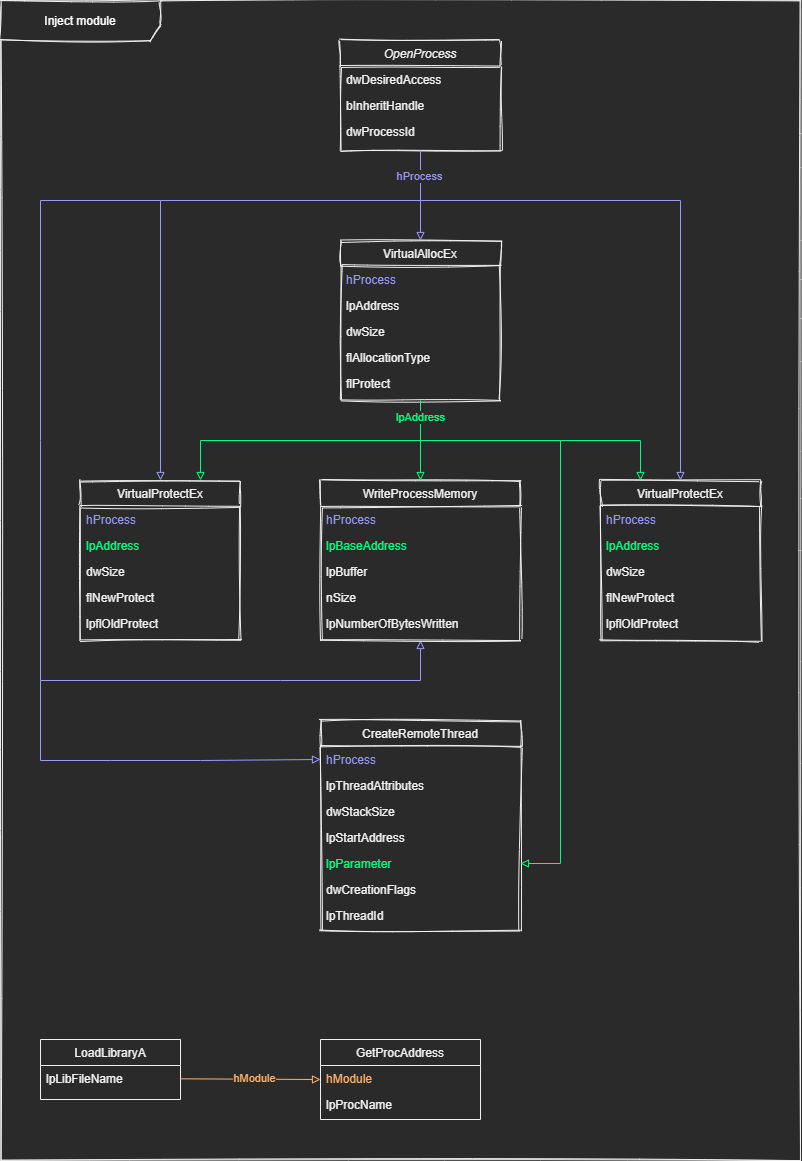 Inject module
OpenProcess
dwDesiredAccess
bInheritHandle
dwProcessId
hProcess
VirtualAllocEx
hProcess
lpAddress
dwSize
flAllocationType
flProtect
lpAddress
VirtualProtectEx
hProcess
lpAddress
dwSize
flNewProtect
lpflOldProtect
WriteProcessMemory
hProcess
lpBaseAddress
lpBuffer
nSize
lpNumberOfBytesWritten
VirtualProtectEx
hProcess
lpAddress
dwSize
flNewProtect
lpflOldProtect
CreateRemoteThread
hProcess
lpThreadAttributes
dwStackSize
lpStartAddress
lpParameter
dwCreationFlags
lpThreadId
LoadLibraryA
lpLibFileName
hModule
GetProcAddress
hModule
lpProcName